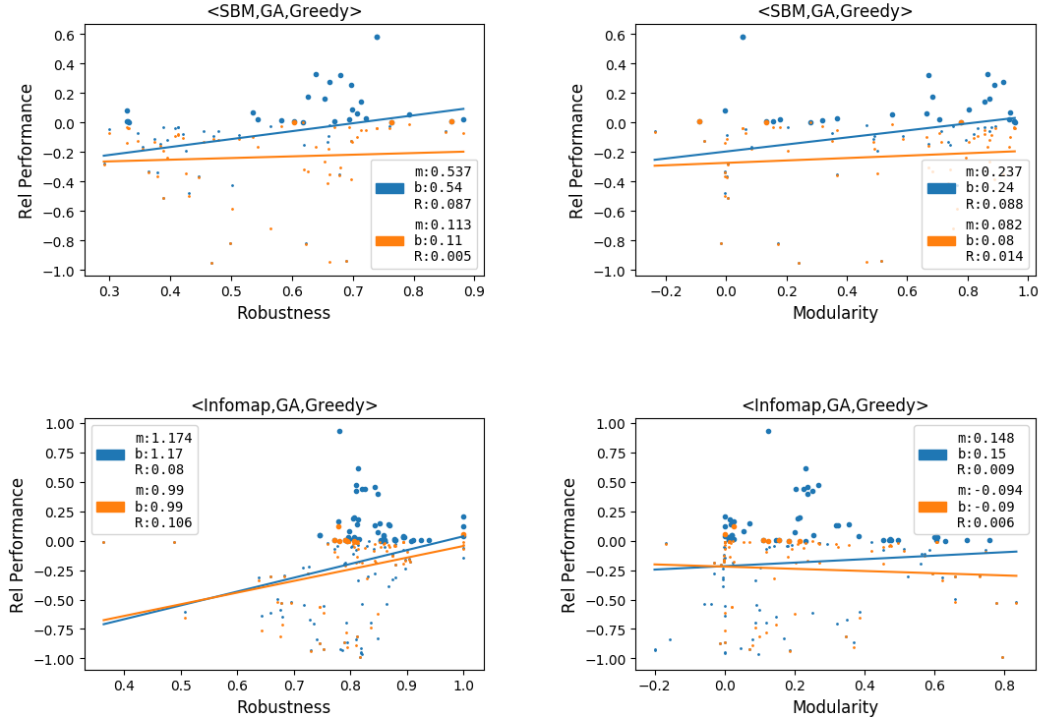 <SBM,GA,Greedy>
0.6
0.4
0.2
0.0
−0.2
−0.4
−0.6
−0.8
−1.0
Rel Performance
m:0.537
b:0.54
R:0.087
m:0.113
b:0.11
R:0.005
0.3 0.4 0.5 0.6 0.7 0.8 0.9
Robustness
<SBM,GA,Greedy>
0.6
0.4
0.2
0.0
−0.2
−0.4
−0.6
−0.8
−1.0
Rel Performance
m:0.237
b:0.24
R:0.088
m:0.082
b:0.08
R:0.014
−0.2 0.0 0.2 0.4 0.6 0.8 1.0
Modularity
<Infomap,GA,Greedy>
1.00
0.75
0.50
0.25
0.00
−0.25
−0.50
−0.75
−1.00
Rel Performance
m:1.174
b:1.17
R:0.08
m:0.99
b:0.99
R:0.106
0.4 0.5 0.6 0.7 0.8 0.9 1.0
Robustness
<Infomap,GA,Greedy>
1.00
0.75
0.50
0.25
0.00
−0.25
−0.50
−0.75
−1.00
Rel Performance
m:0.148
b:0.15
R:0.009
m:-0.094
b:-0.09
R:0.006
−0.2 0.0 0.2 0.4 0.6 0.8
Modularity